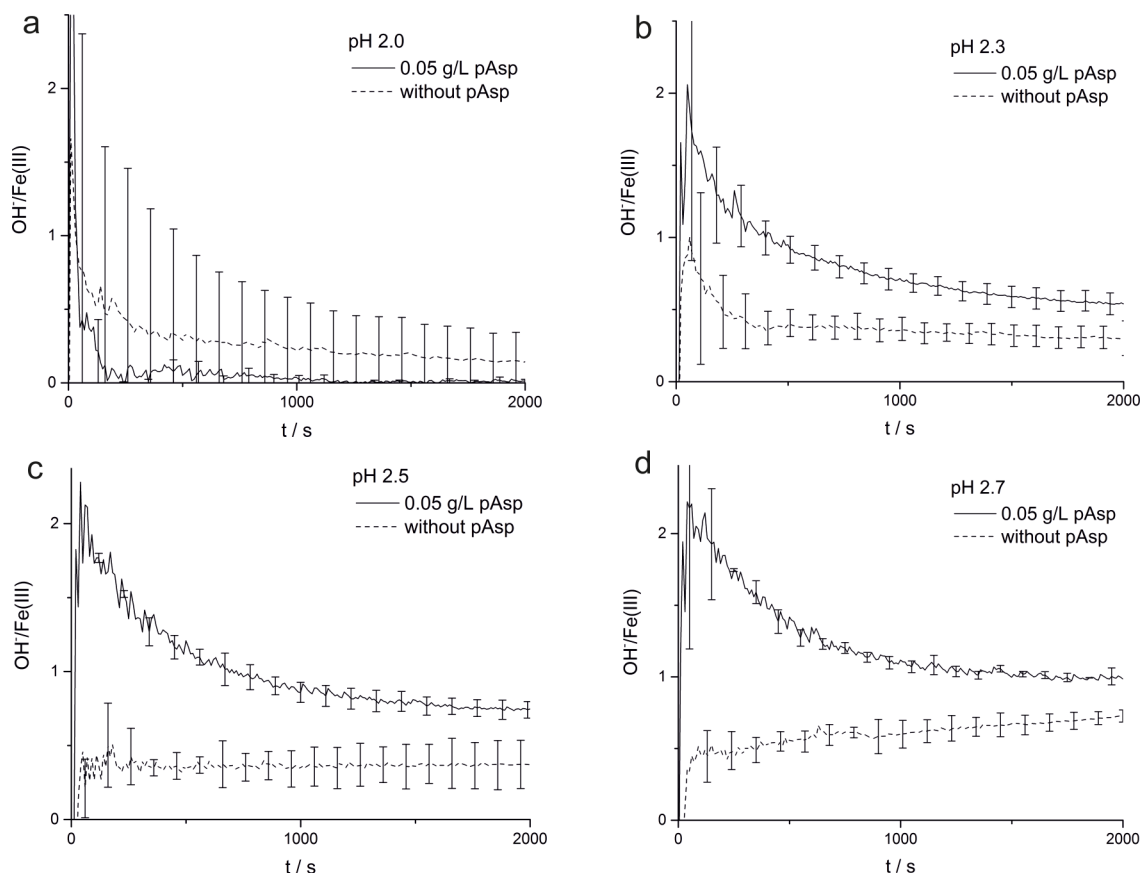 a
pH 2.0
0.05 g/L pAsp
without pAsp
OH⁻/Fe(III)
2
1
0
0
1000
2000
t / s
b
pH 2.3
0.05 g/L pAsp
without pAsp
OH⁻/Fe(III)
2
1
0
0
1000
2000
t / s
c
pH 2.5
0.05 g/L pAsp
without pAsp
OH⁻/Fe(III)
2
1
0
0
1000
2000
t / s
d
pH 2.7
0.05 g/L pAsp
without pAsp
OH⁻/Fe(III)
2
1
0
0
1000
2000
t / s